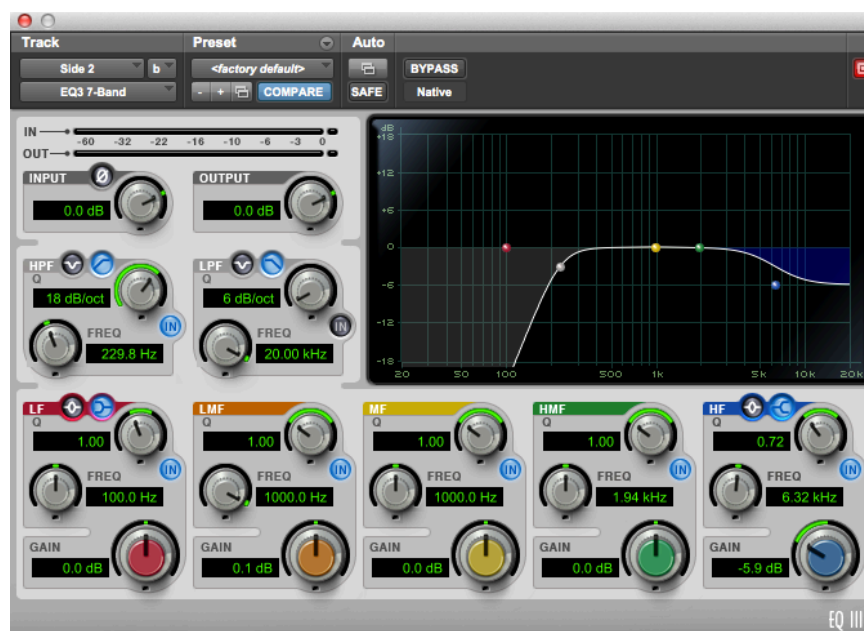 Track Preset Auto
Side 2 b <factory default> BYPASS
EQ3 7-Band - + COMPARE SAFE Native
IN -60 -32 -22 -16 -10 -6 -3 0
OUT
INPUT Ø OUTPUT
0.0 dB 0.0 dB
HPF LPF
Q Q
18 dB/oct 6 dB/oct
IN IN
FREQ FREQ
229.8 Hz 20.00 kHz
dB
+18
+12
+6
0
-6
-12
-18
20 50 100 500 1k 5k 10k 20k
LF LMF MF HMF HF
Q Q Q Q Q
1.00 1.00 1.00 1.00 0.72
IN IN IN IN IN
FREQ FREQ FREQ FREQ FREQ
100.0 Hz 1000.0 Hz 1000.0 Hz 1.94 kHz 6.32 kHz
GAIN GAIN GAIN GAIN GAIN
0.0 dB 0.1 dB 0.0 dB 0.0 dB -5.9 dB
EQ III